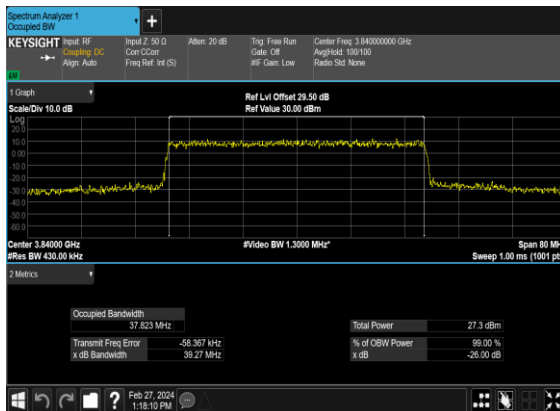 Spectrum Analyzer 1
Occupied BW
KEYSIGHT
Input: RF
Coupling: DC
Align: Auto
Input Z: 50 Ω
Corr CCorr
Freq Ref: Int (S)
Atten: 20 dB
Trig: Free Run
Gate: Off
#IF Gain: Low
Center Freq: 3.840000000 GHz
Avg|Hold: 100/100
Radio Std: None
1 Graph
Scale/Div 10.0 dB
Ref Lvl Offset 29.50 dB
Ref Value 30.00 dBm
Log
20.0
10.0
0.00
-10.0
-20.0
-30.0
-40.0
-50.0
-60.0
Center 3.84000 GHz
#Res BW 430.00 kHz
#Video BW 1.3000 MHz*
Span 80 MH
Sweep 1.00 ms (1001 pts
2 Metrics
Occupied Bandwidth
37.823 MHz
Transmit Freq Error -58.367 kHz
x dB Bandwidth 39.27 MHz
Total Power 27.3 dBm
% of OBW Power 99.00 %
x dB -26.00 dB
Feb 27, 2024
1:18:10 PM